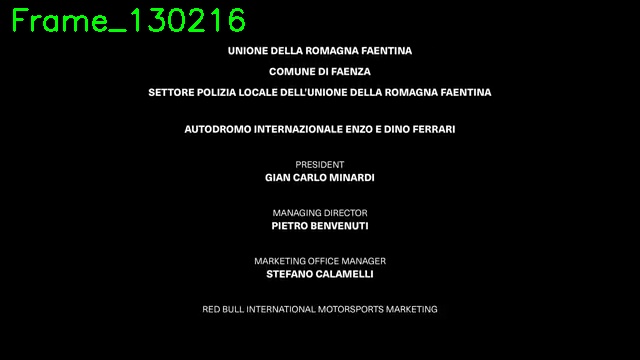 Frame_130216
UNIONE DELLA ROMAGNA FAENTINA
COMUNE DI FAENZA
SETTORE POLIZIA LOCALE DELL'UNIONE DELLA ROMAGNA FAENTINA
AUTODROMO INTERNAZIONALE ENZO E DINO FERRARI
PRESIDENT
GIAN CARLO MINARDI
MANAGING DIRECTOR
PIETRO BENVENUTI
MARKETING OFFICE MANAGER
STEFANO CALAMELLI
RED BULL INTERNATIONAL MOTORSPORTS MARKETING